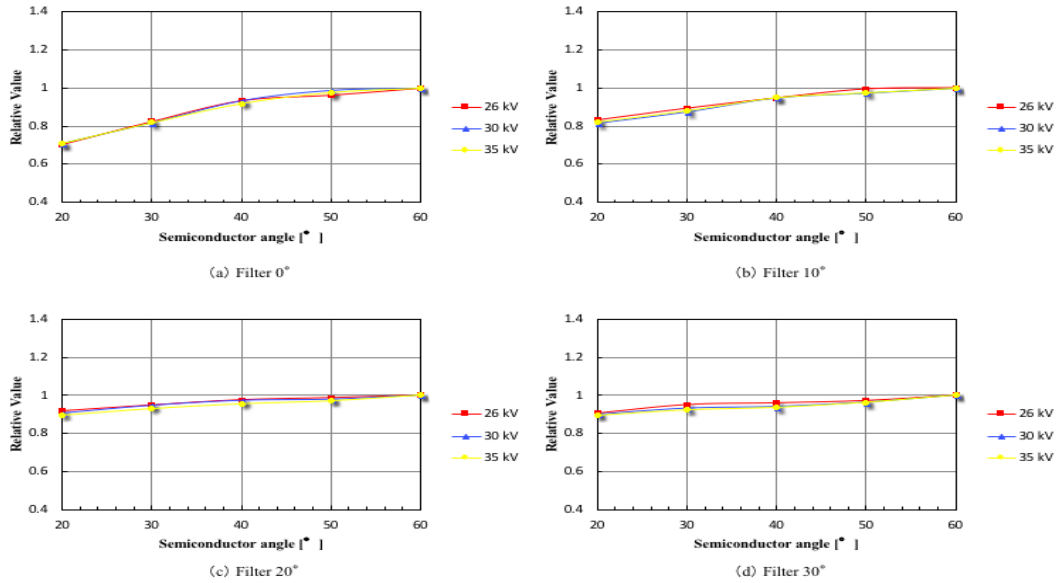 1.4
1.2
1
0.8
0.6
0.4
Relative Value
20 30 40 50 60
Semiconductor angle [° ]
26 kV
30 kV
35 kV
(a) Filter 0°
1.4
1.2
1
0.8
0.6
0.4
Relative Value
20 30 40 50 60
Semiconductor angle [° ]
26 kV
30 kV
35 kV
(b) Filter 10°
1.4
1.2
1
0.8
0.6
0.4
Relative Value
20 30 40 50 60
Semiconductor angle [° ]
26 kV
30 kV
35 kV
(c) Filter 20°
1.4
1.2
1
0.8
0.6
0.4
Relative Value
20 30 40 50 60
Semiconductor angle [° ]
26 kV
30 kV
35 kV
(d) Filter 30°